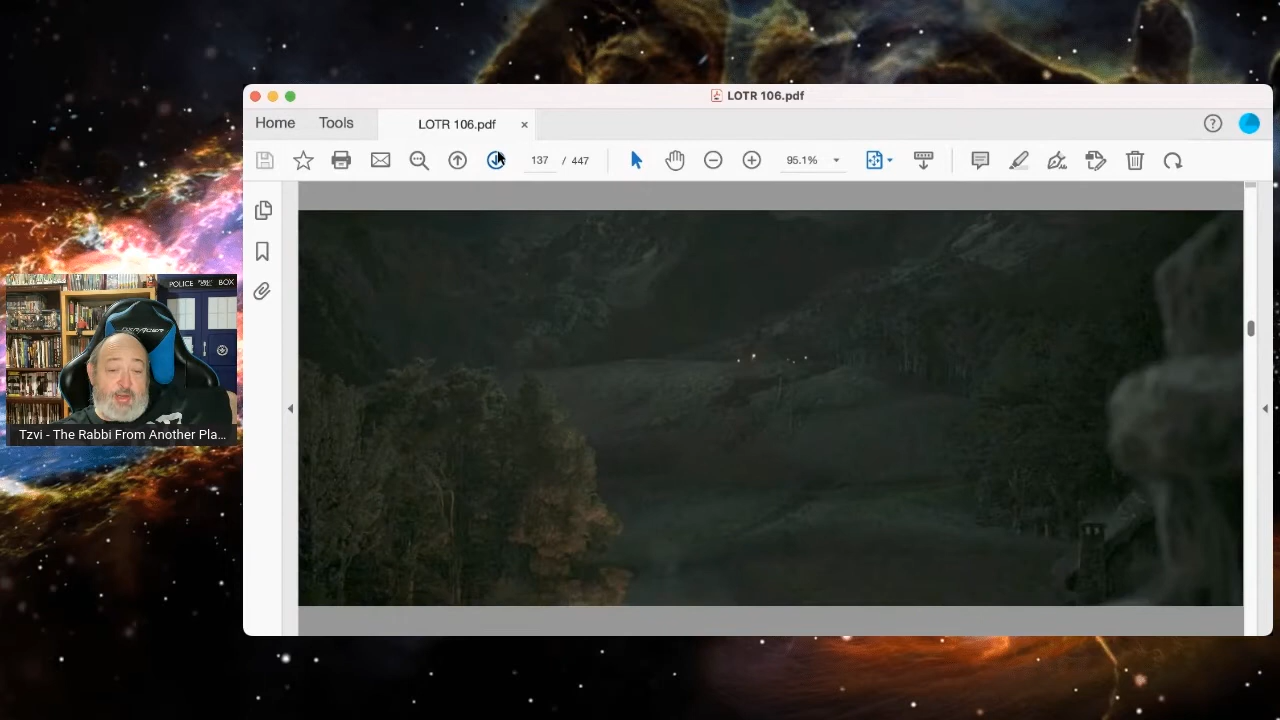 LOTR 106.pdf
Home
Tools
LOTR 106.pdf
137 / 447
95.1%
POLICE
BOX
DXRACER
Tzvi - The Rabbi From Another Pla...